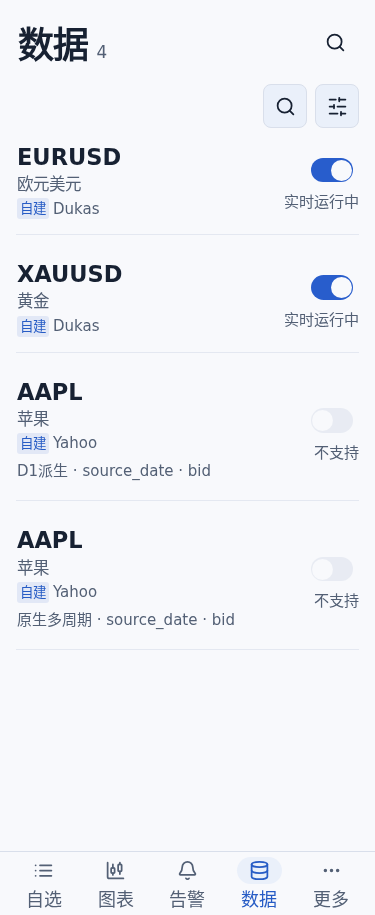 数据 4
EURUSD
欧元美元
自建 Dukas
实时运行中
XAUUSD
黄金
自建 Dukas
实时运行中
AAPL
苹果
自建 Yahoo
D1派生 · source_date · bid
不支持
AAPL
苹果
自建 Yahoo
原生多周期 · source_date · bid
不支持
自选 图表 告警 数据 更多